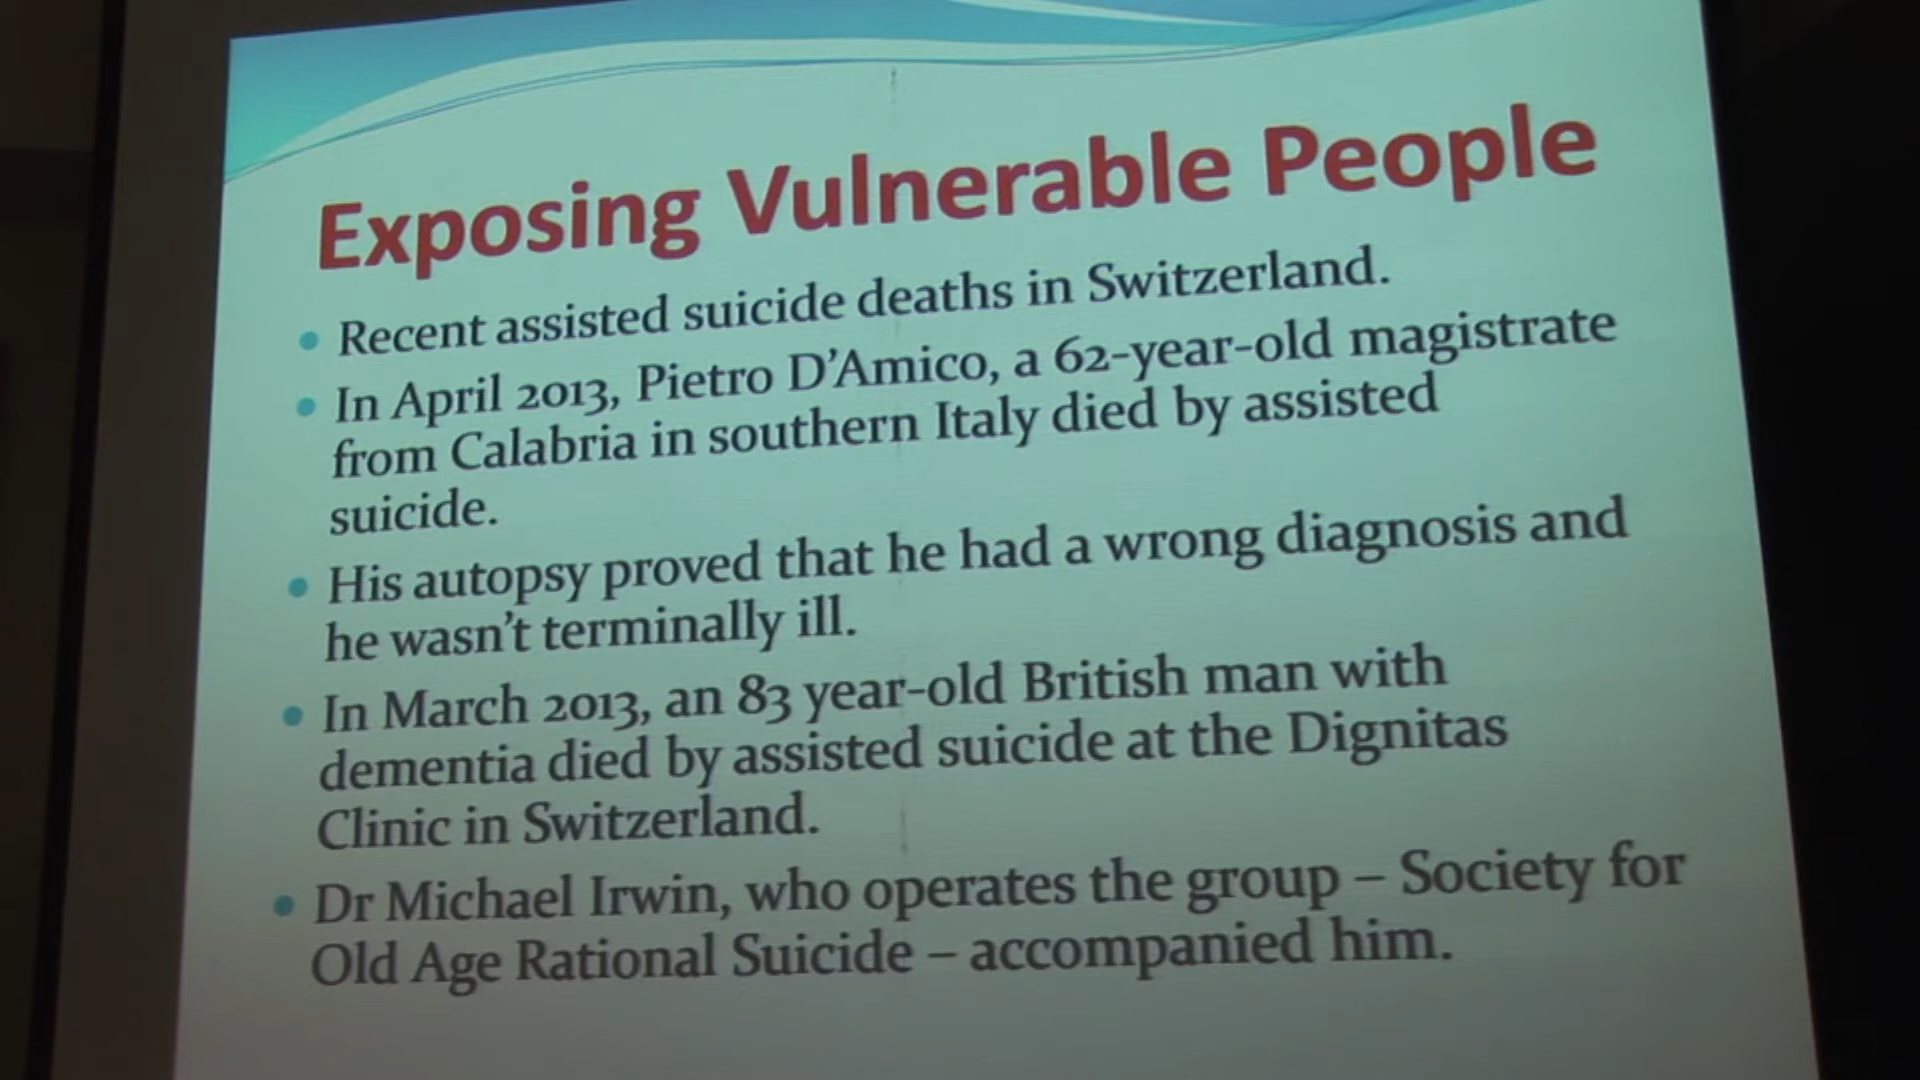 Exposing Vulnerable People
• Recent assisted suicide deaths in Switzerland.
• In April 2013, Pietro D'Amico, a 62-year-old magistrate
from Calabria in southern Italy died by assisted
suicide.
• His autopsy proved that he had a wrong diagnosis and
he wasn't terminally ill.
• In March 2013, an 83 year-old British man with
dementia died by assisted suicide at the Dignitas
Clinic in Switzerland.
• Dr Michael Irwin, who operates the group – Society for
Old Age Rational Suicide – accompanied him.